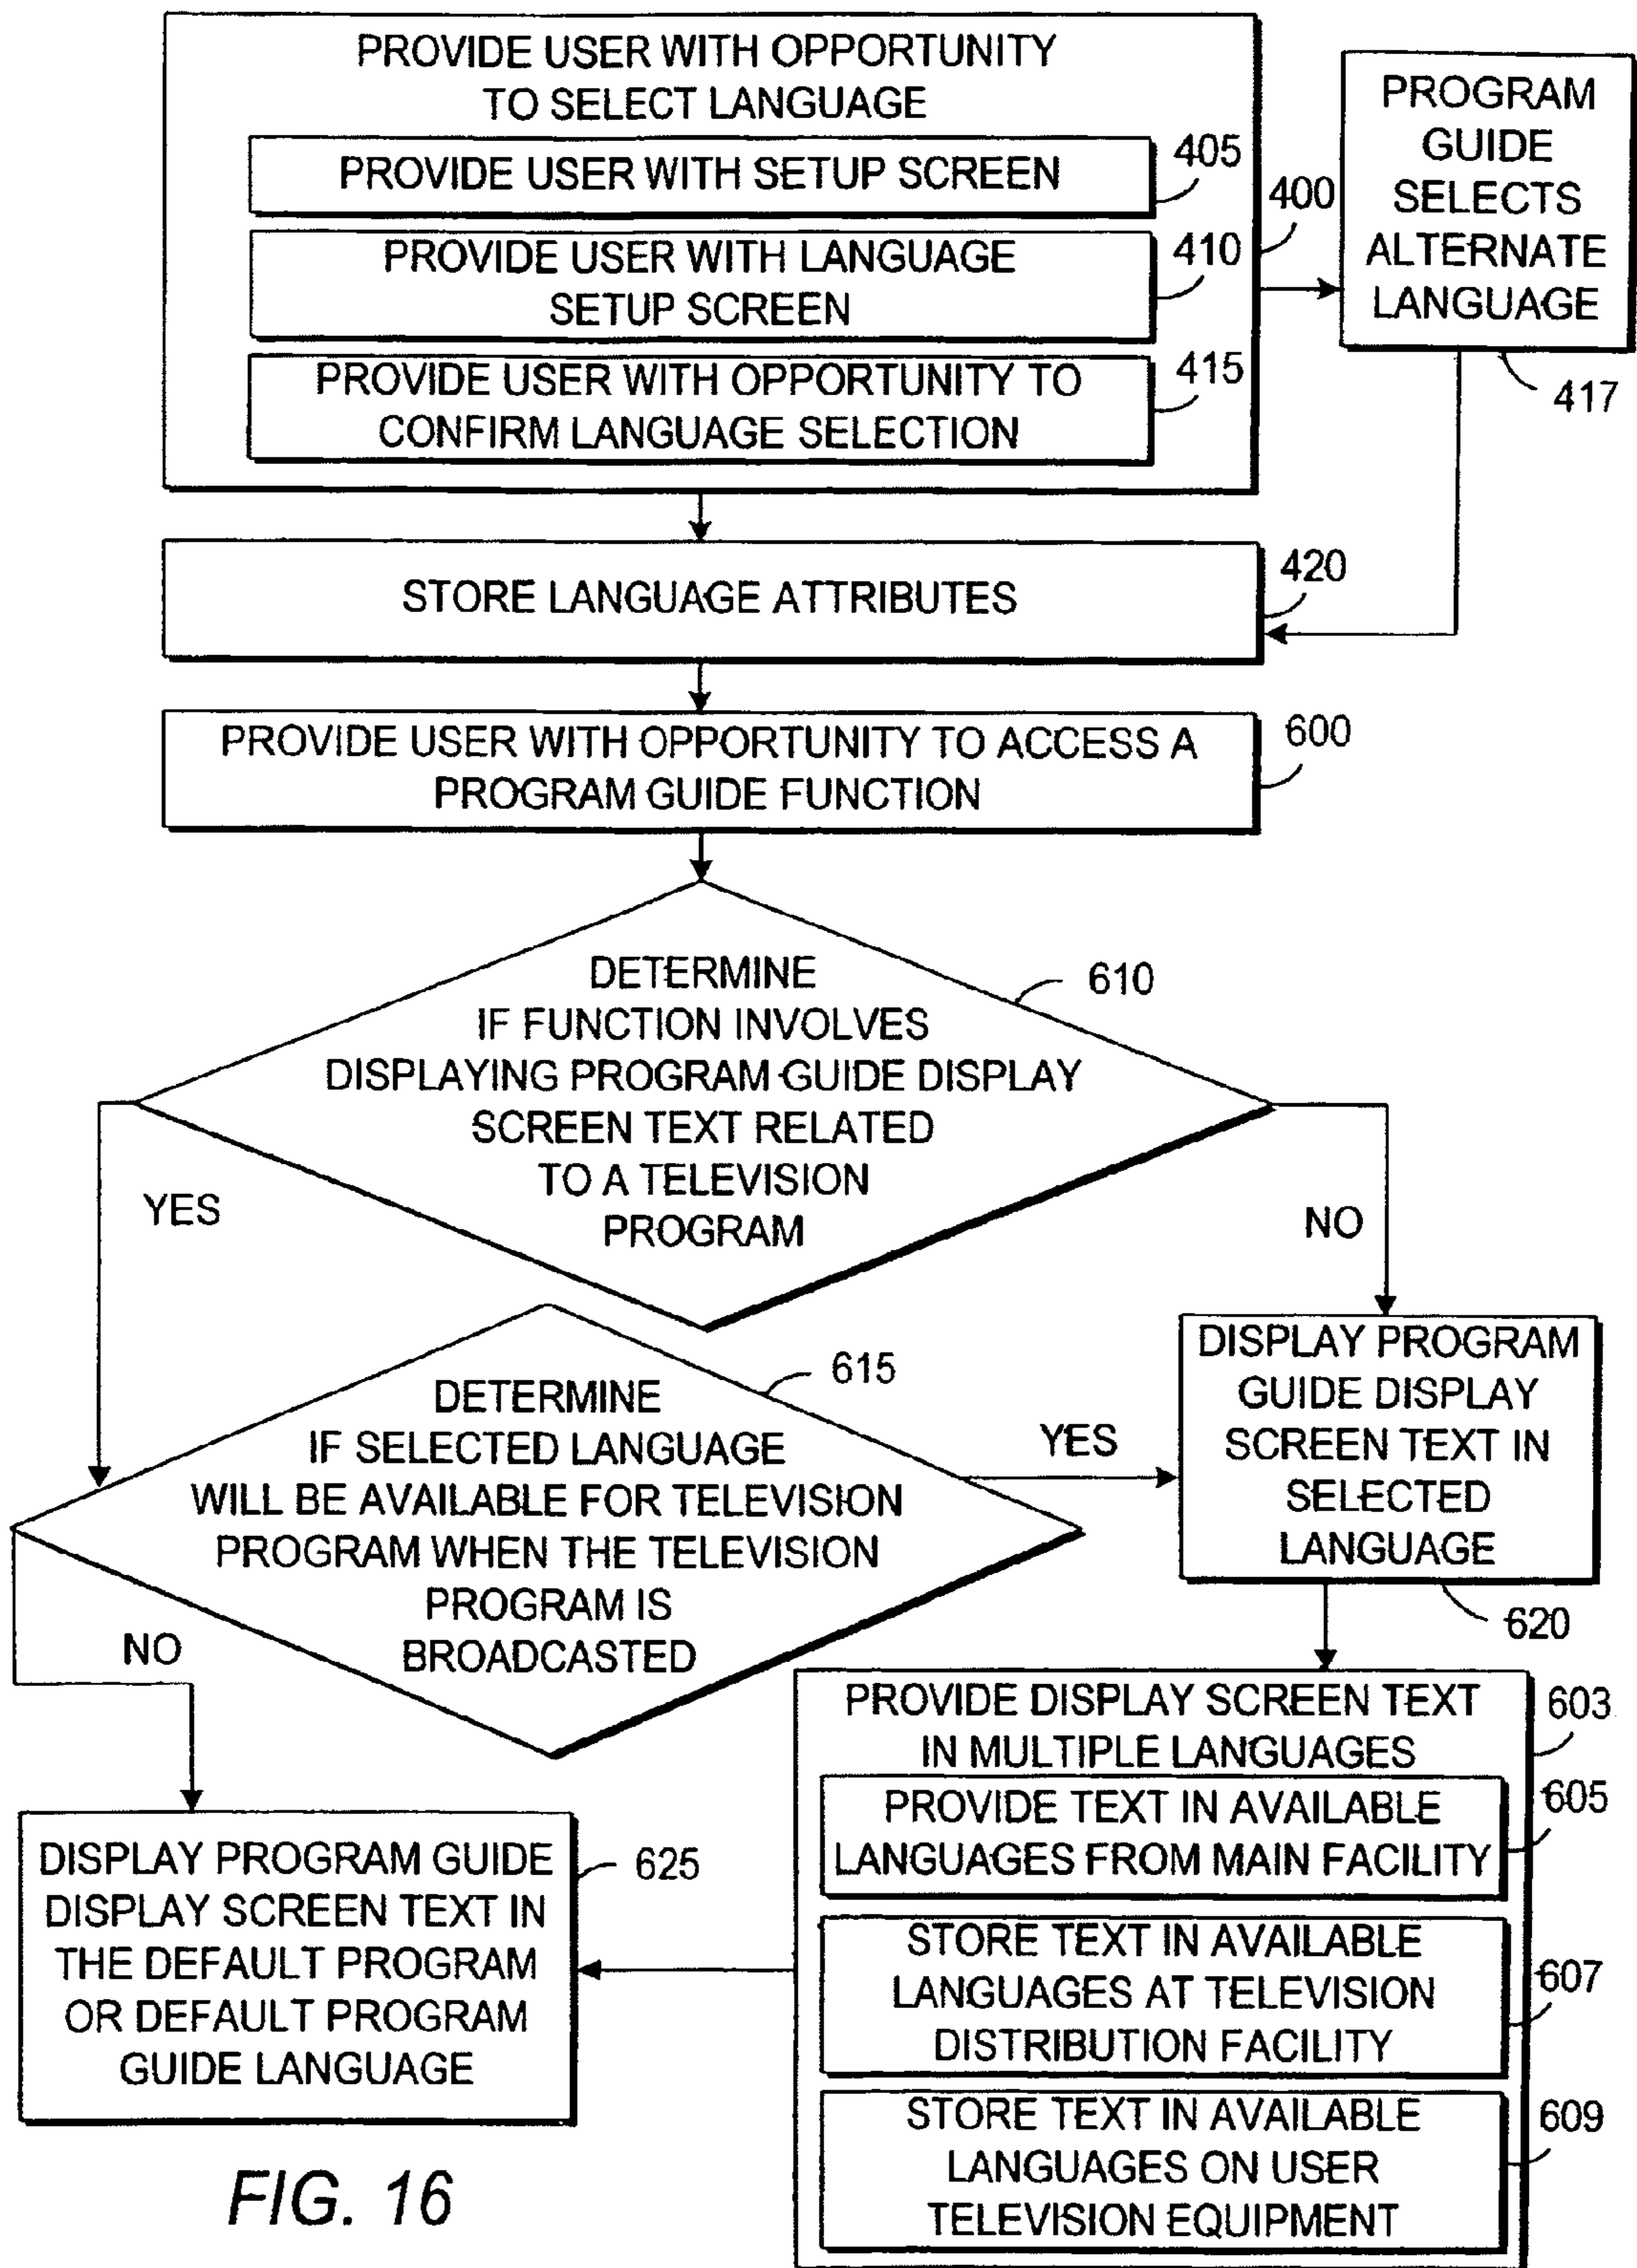 PROVIDE USER WITH OPPORTUNITY
TO SELECT LANGUAGE
PROVIDE USER WITH SETUP SCREEN
405
PROVIDE USER WITH LANGUAGE
SETUP SCREEN
410
PROVIDE USER WITH OPPORTUNITY TO
CONFIRM LANGUAGE SELECTION
415
400
PROGRAM
GUIDE
SELECTS
ALTERNATE
LANGUAGE
417
STORE LANGUAGE ATTRIBUTES
420
PROVIDE USER WITH OPPORTUNITY TO ACCESS A
PROGRAM GUIDE FUNCTION
600
DETERMINE
IF FUNCTION INVOLVES
DISPLAYING PROGRAM GUIDE DISPLAY
SCREEN TEXT RELATED
TO A TELEVISION
PROGRAM
610
YES
NO
DETERMINE
IF SELECTED LANGUAGE
WILL BE AVAILABLE FOR TELEVISION
PROGRAM WHEN THE TELEVISION
PROGRAM IS
BROADCASTED
615
YES
NO
DISPLAY PROGRAM
GUIDE DISPLAY
SCREEN TEXT IN
SELECTED
LANGUAGE
620
PROVIDE DISPLAY SCREEN TEXT
IN MULTIPLE LANGUAGES
603
PROVIDE TEXT IN AVAILABLE
LANGUAGES FROM MAIN FACILITY
605
STORE TEXT IN AVAILABLE
LANGUAGES AT TELEVISION
DISTRIBUTION FACILITY
607
STORE TEXT IN AVAILABLE
LANGUAGES ON USER
TELEVISION EQUIPMENT
609
DISPLAY PROGRAM GUIDE
DISPLAY SCREEN TEXT IN
THE DEFAULT PROGRAM
OR DEFAULT PROGRAM
GUIDE LANGUAGE
625
FIG. 16